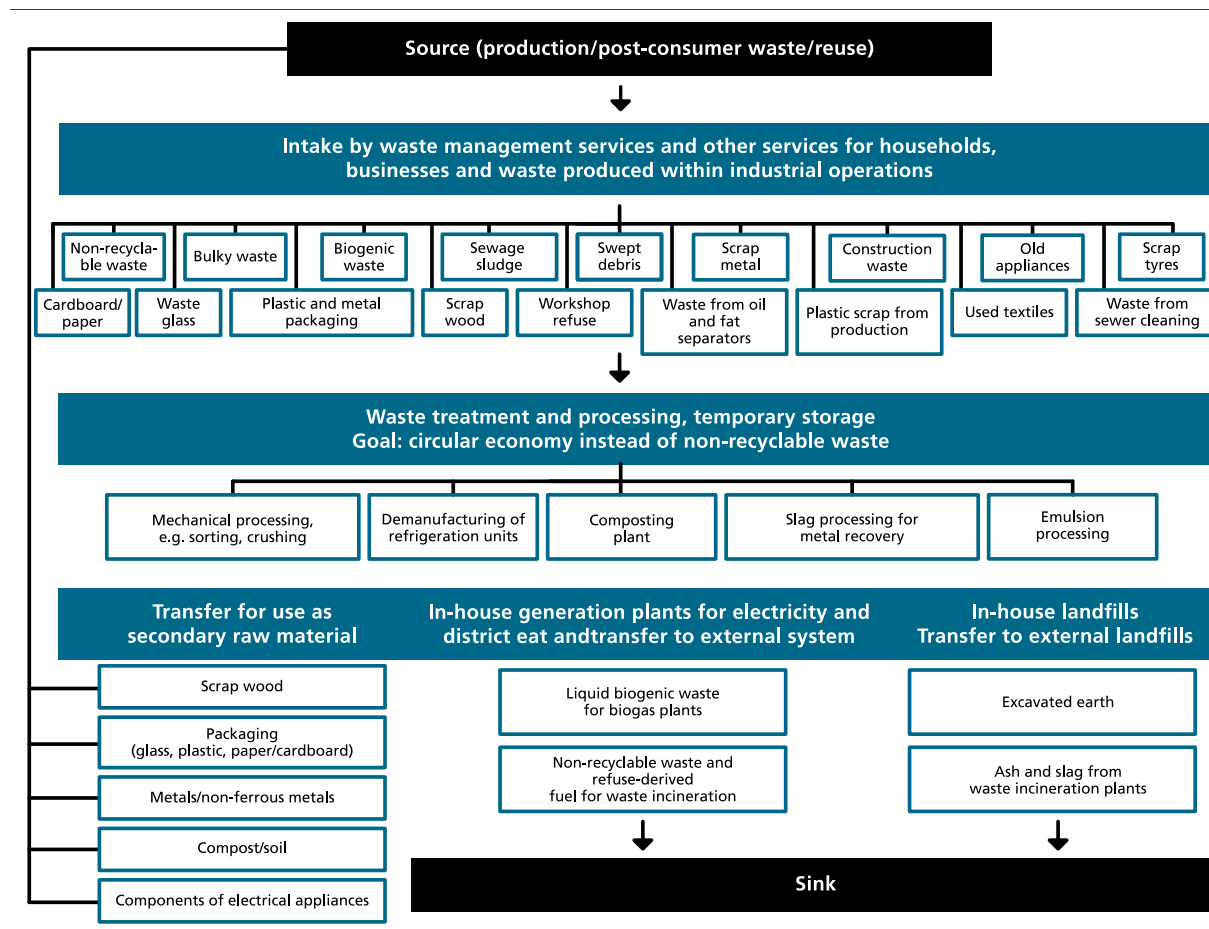 Source (production/post-consumer waste/reuse)
Intake by waste management services and other services for households,
businesses and waste produced within industrial operations
Non-recycla-
ble waste
Bulky waste
Biogenic
waste
Sewage
sludge
Swept
debris
Scrap
metal
Construction
waste
Old
appliances
Scrap
tyres
Cardboard/
paper
Waste
glass
Plastic and metal
packaging
Scrap
wood
Workshop
refuse
Waste from oil
and fat
separators
Plastic scrap from
production
Used textiles
Waste from
sewer cleaning
Waste treatment and processing, temporary storage
Goal: circular economy instead of non-recyclable waste
Mechanical processing,
e.g. sorting, crushing
Demanufacturing of
refrigeration units
Composting
plant
Slag processing for
metal recovery
Emulsion
processing
Transfer for use as
secondary raw material
Scrap wood
Packaging
(glass, plastic, paper/cardboard)
Metals/non-ferrous metals
Compost/soil
Components of electrical appliances
In-house generation plants for electricity and
district eat andtransfer to external system
Liquid biogenic waste
for biogas plants
Non-recyclable waste and
refuse-derived
fuel for waste incineration
In-house landfills
Transfer to external landfills
Excavated earth
Ash and slag from
waste incineration plants
Sink